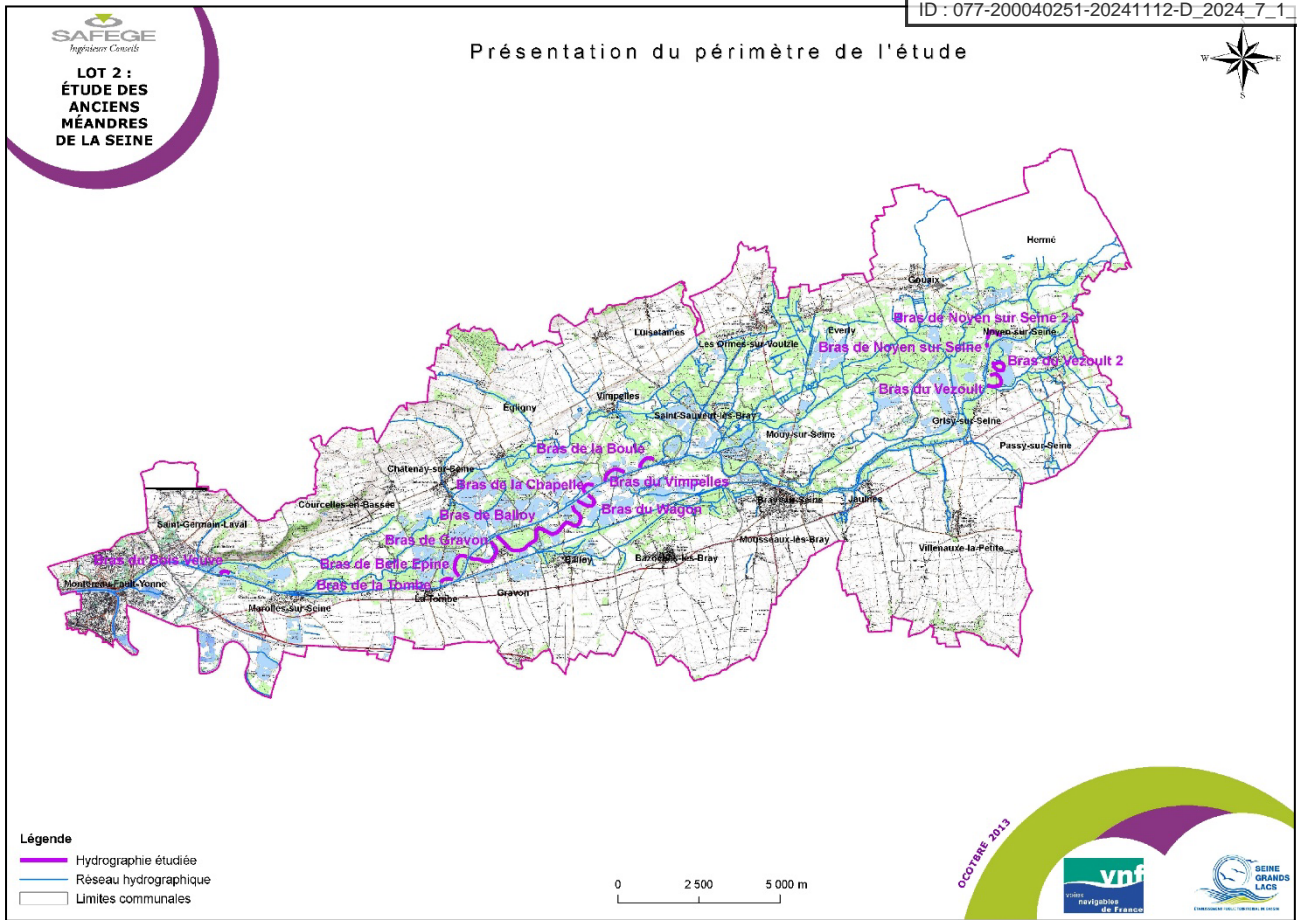 ID : 077-200040251-20241112-D_2024_7_1_
SAFEGE
Ingénieurs Conseils
LOT 2 :
ÉTUDE DES
ANCIENS
MÉANDRES
DE LA SEINE
Présentation du périmètre de l'étude
W E
S
Hermé
Gouaix
Bras de Noyen sur Seine 2
Noyen-sur-Seine
Luisetaines
Les Ormes-sur-Voulzie
Everly
Bras de Noyen sur Seine
Bras du Vezoult 2
Bras du Vezoult
Vimpelles
Égligny
Saint-Sauveur-lès-Bray
Grisy-sur-Seine
Mouy-sur-Seine
Passy-sur-Seine
Bras de la Boule
Châtenay-sur-Seine
Bras de la Chapelle
Bras du Vimpelles
Bray-sur-Seine
Jaulnes
Courcelles-en-Bassée
Bras de Balloy
Bras du Wagon
Saint-Germain-Laval
Bras de Gravon
Mousseaux-lès-Bray
Villenauxe-la-Petite
Bras du Bois Veuve
Bras de Belle Epine
Balloy
Bazoches-lès-Bray
Montereau-Fault-Yonne
Bras de la Tombe
La Tombe
Gravon
Marolles-sur-Seine
Légende
Hydrographie étudiée
Réseau hydrographique
Limites communales
0 2 500 5 000 m
OCOTBRE 2013
vnf
voies
navigables
de France
SEINE
GRANDS
LACS